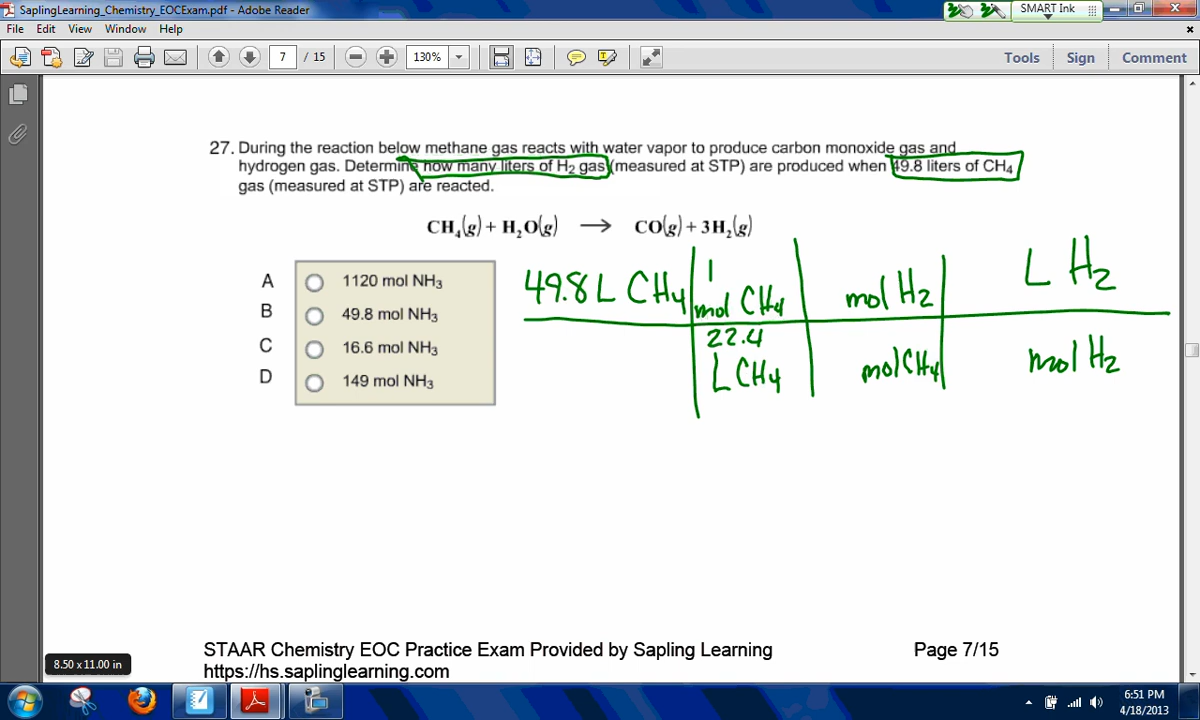 SaplingLearning_Chemistry_EOCExam.pdf - Adobe Reader
SMART Ink
File Edit View Window Help
7 / 15 130% Tools Sign Comment
27. During the reaction below methane gas reacts with water vapor to produce carbon monoxide gas and
hydrogen gas. Determine how many liters of H₂ gas (measured at STP) are produced when 49.8 liters of CH₄
gas (measured at STP) are reacted.
CH₄(g) + H₂O(g) → CO(g) + 3H₂(g)
A 1120 mol NH₃
B 49.8 mol NH₃
C 16.6 mol NH₃
D 149 mol NH₃
49.8 L CH₄ 1 mol CH₄ mol H₂ L H₂
22.4 L CH₄ mol CH₄ mol H₂
STAAR Chemistry EOC Practice Exam Provided by Sapling Learning Page 7/15
https://hs.saplinglearning.com
8.50 x 11.00 in
6:51 PM
4/18/2013